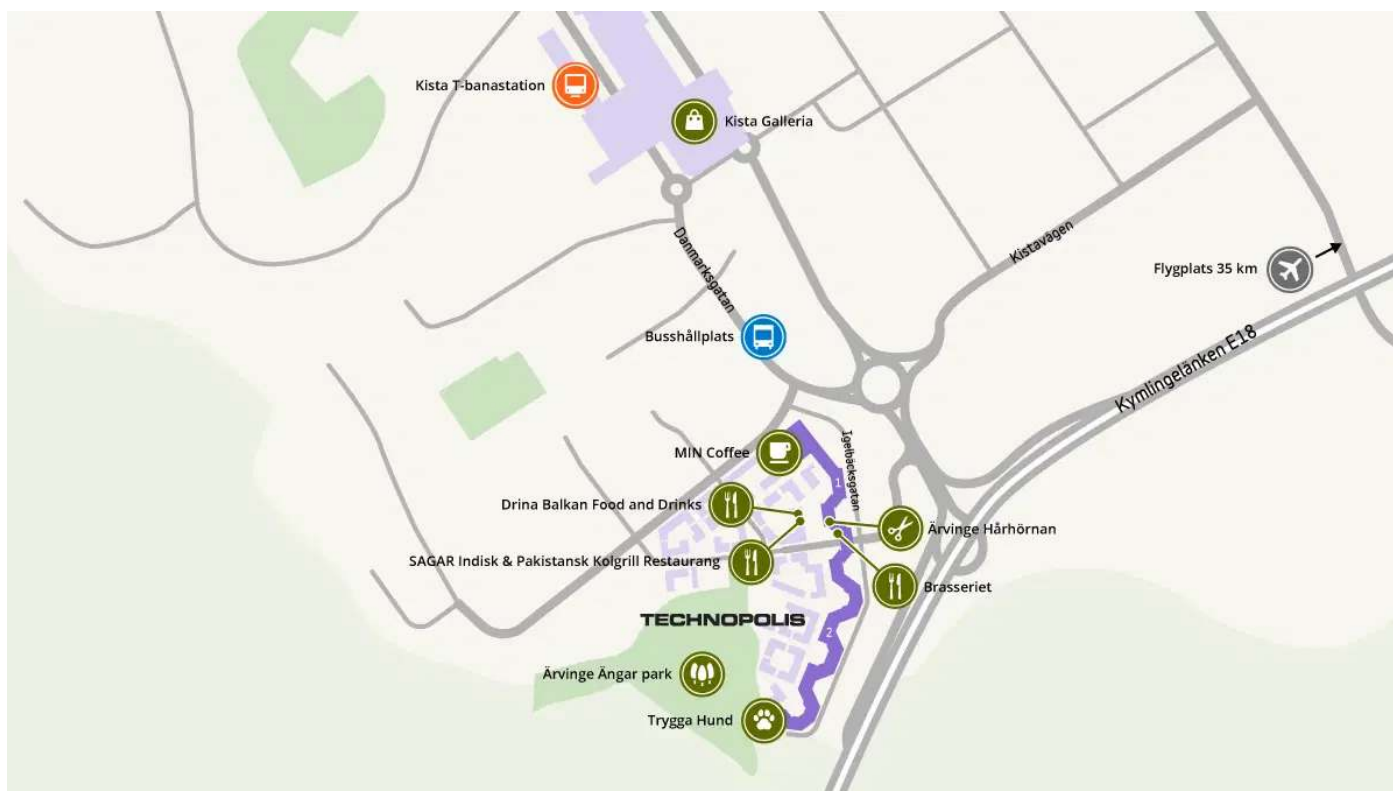 Kista T-banastation
Kista Galleria
Danmarksgatan
Kistavägen
Flygplats 35 km
Busshållplats
Kymlingelänken E18
MIN Coffee
Igelbäcksgatan
1
Drina Balkan Food and Drinks
Ärvinge Hårhörnan
SAGAR Indisk & Pakistansk Kolgrill Restaurang
Brasseriet
TECHNOPOLIS
2
Ärvinge Ängar park
Trygga Hund